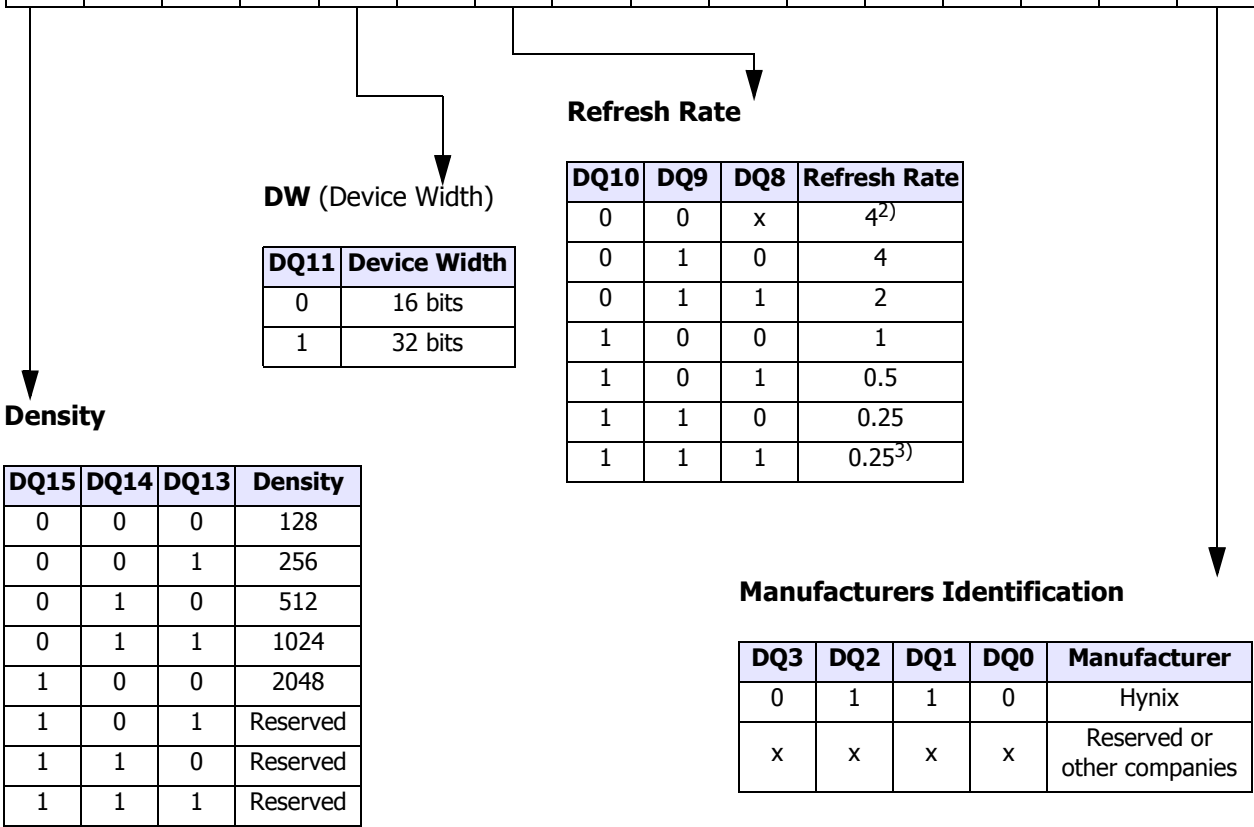 Refresh Rate
DQ10 DQ9 DQ8 Refresh Rate
0 0 x 42)
0 1 0 4
0 1 1 2
1 0 0 1
1 0 1 0.5
1 1 0 0.25
1 1 1 0.253)
DW (Device Width)
DQ11 Device Width
0 16 bits
1 32 bits
Density
DQ15 DQ14 DQ13 Density
0 0 0 128
0 0 1 256
0 1 0 512
0 1 1 1024
1 0 0 2048
1 0 1 Reserved
1 1 0 Reserved
1 1 1 Reserved
Manufacturers Identification
DQ3 DQ2 DQ1 DQ0 Manufacturer
0 1 1 0 Hynix
x x x x Reserved or
other companies